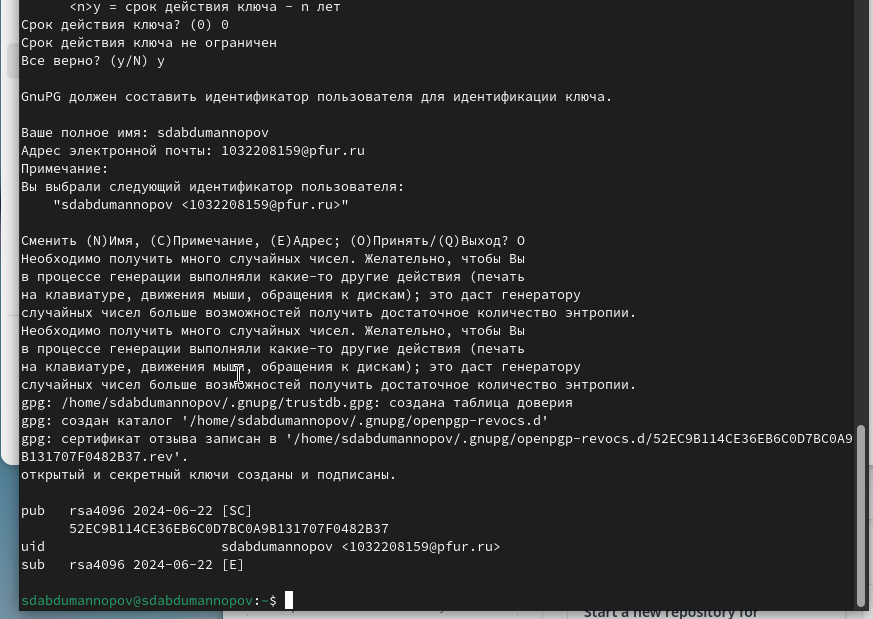 <n>y = срок действия ключа - n лет
Срок действия ключа? (0) 0
Срок действия ключа не ограничен
Все верно? (y/N) y
GnuPG должен составить идентификатор пользователя для идентификации ключа.
Ваше полное имя: sdabdumannopov
Адрес электронной почты: 1032208159@pfur.ru
Примечание:
Вы выбрали следующий идентификатор пользователя:
"sdabdumannopov <1032208159@pfur.ru>"
Сменить (N)Имя, (C)Примечание, (E)Адрес; (O)Принять/(Q)Выход? O
Необходимо получить много случайных чисел. Желательно, чтобы Вы
в процессе генерации выполняли какие-то другие действия (печать
на клавиатуре, движения мыши, обращения к дискам); это даст генератору
случайных чисел больше возможностей получить достаточное количество энтропии.
Необходимо получить много случайных чисел. Желательно, чтобы Вы
в процессе генерации выполняли какие-то другие действия (печать
на клавиатуре, движения мыши, обращения к дискам); это даст генератору
случайных чисел больше возможностей получить достаточное количество энтропии.
gpg: /home/sdabdumannopov/.gnupg/trustdb.gpg: создана таблица доверия
gpg: создан каталог '/home/sdabdumannopov/.gnupg/openpgp-revocs.d'
gpg: сертификат отзыва записан в '/home/sdabdumannopov/.gnupg/openpgp-revocs.d/52EC9B114CE36EB6C0D7BC0A9
B131707F0482B37.rev'.
открытый и секретный ключи созданы и подписаны.
pub rsa4096 2024-06-22 [SC]
52EC9B114CE36EB6C0D7BC0A9B131707F0482B37
uid sdabdumannopov <1032208159@pfur.ru>
sub rsa4096 2024-06-22 [E]
sdabdumannopov@sdabdumannopov:~$
Start a new repository for